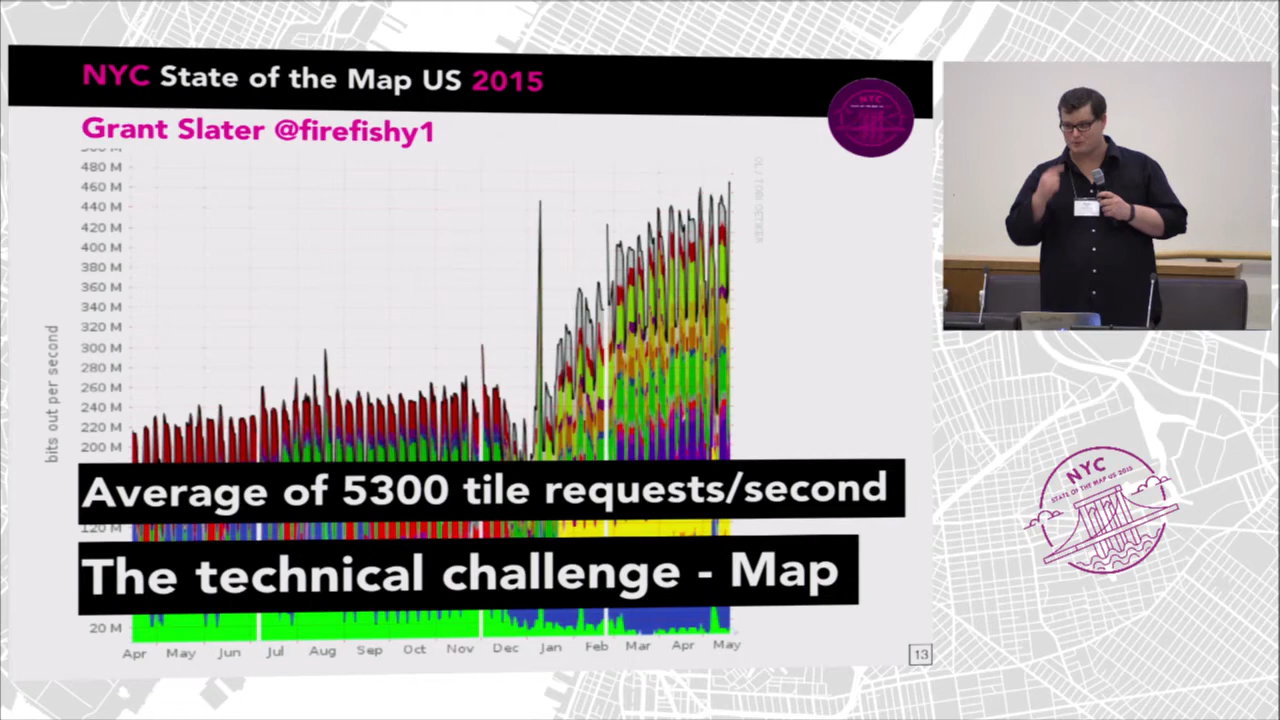 NYC State of the Map US 2015
Grant Slater @firefishy1
480 M
460 M
440 M
420 M
400 M
380 M
360 M
340 M
320 M
300 M
280 M
260 M
240 M
220 M
200 M
bits out per second
Average of 5300 tile requests/second
120 M
The technical challenge - Map
20 M
Apr May Jun Jul Aug Sep Oct Nov Dec Jan Feb Mar Apr May
13
NYC
STATE OF THE MAP US 2015